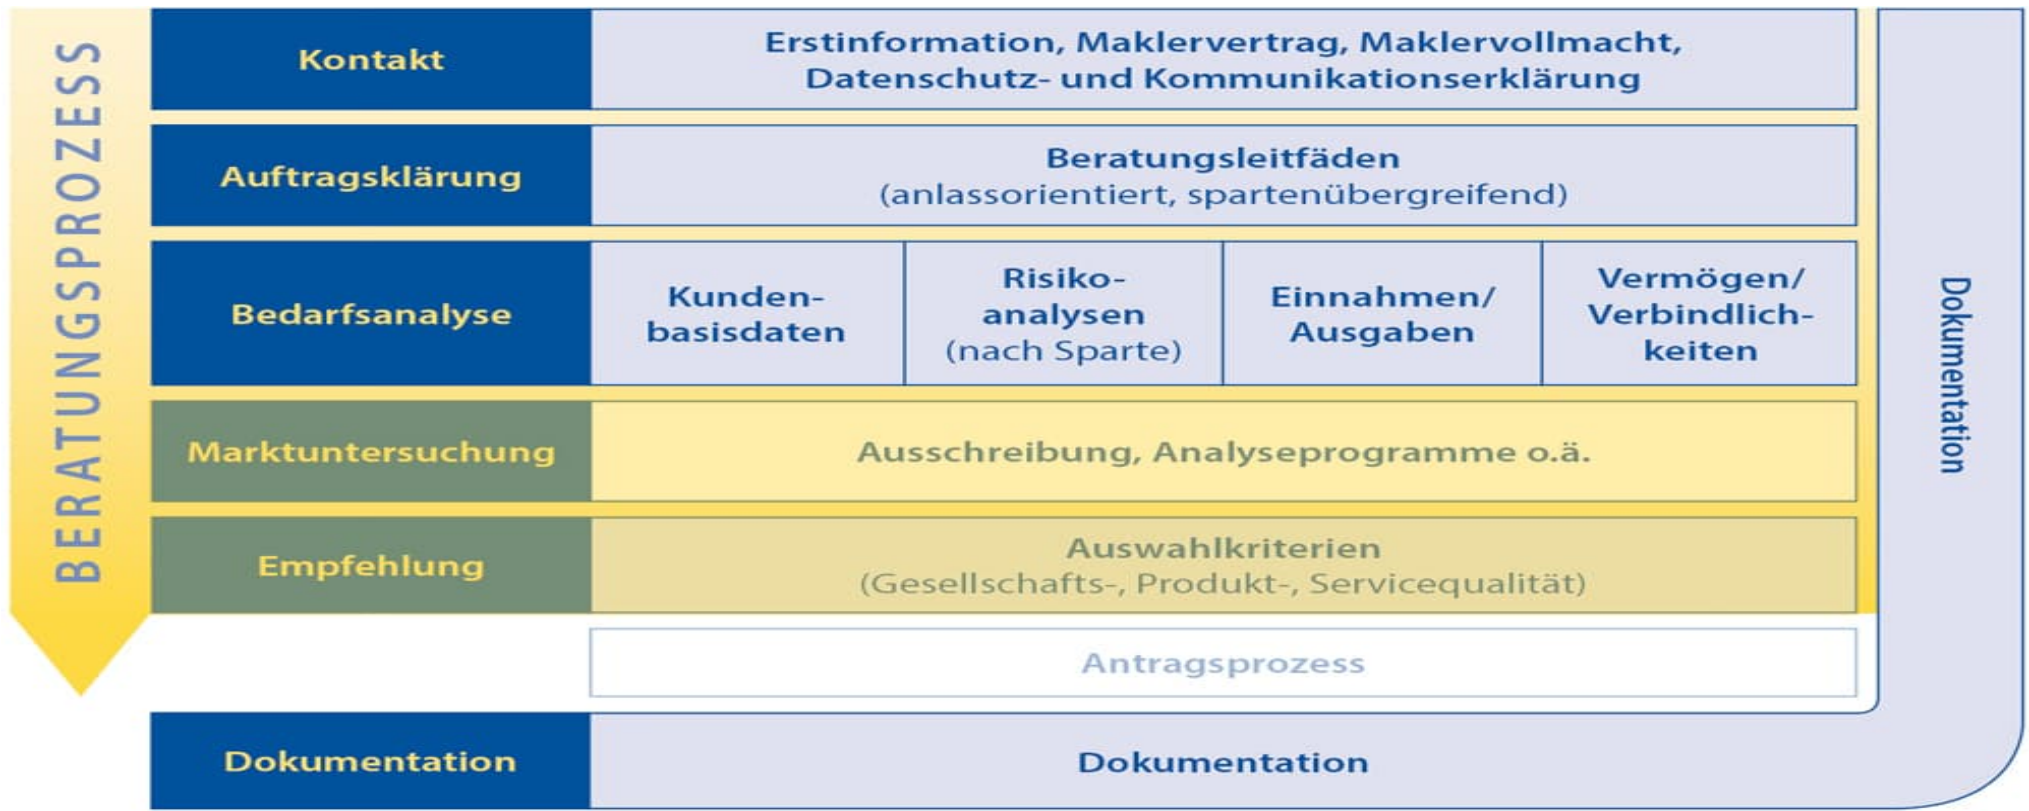 BERATUNGSPROZESS
Kontakt
Erstinformation, Maklervertrag, Maklervollmacht,
Datenschutz- und Kommunikationserklärung
Auftragsklärung
Beratungsleitfäden
(anlassorientiert, spartenübergreifend)
Bedarfsanalyse
Kunden-
basisdaten
Risiko-
analysen
(nach Sparte)
Einnahmen/
Ausgaben
Vermögen/
Verbindlich-
keiten
Marktuntersuchung
Ausschreibung, Analyseprogramme o.ä.
Empfehlung
Auswahlkriterien
(Gesellschafts-, Produkt-, Servicequalität)
Antragsprozess
Dokumentation
Dokumentation
Dokumentation